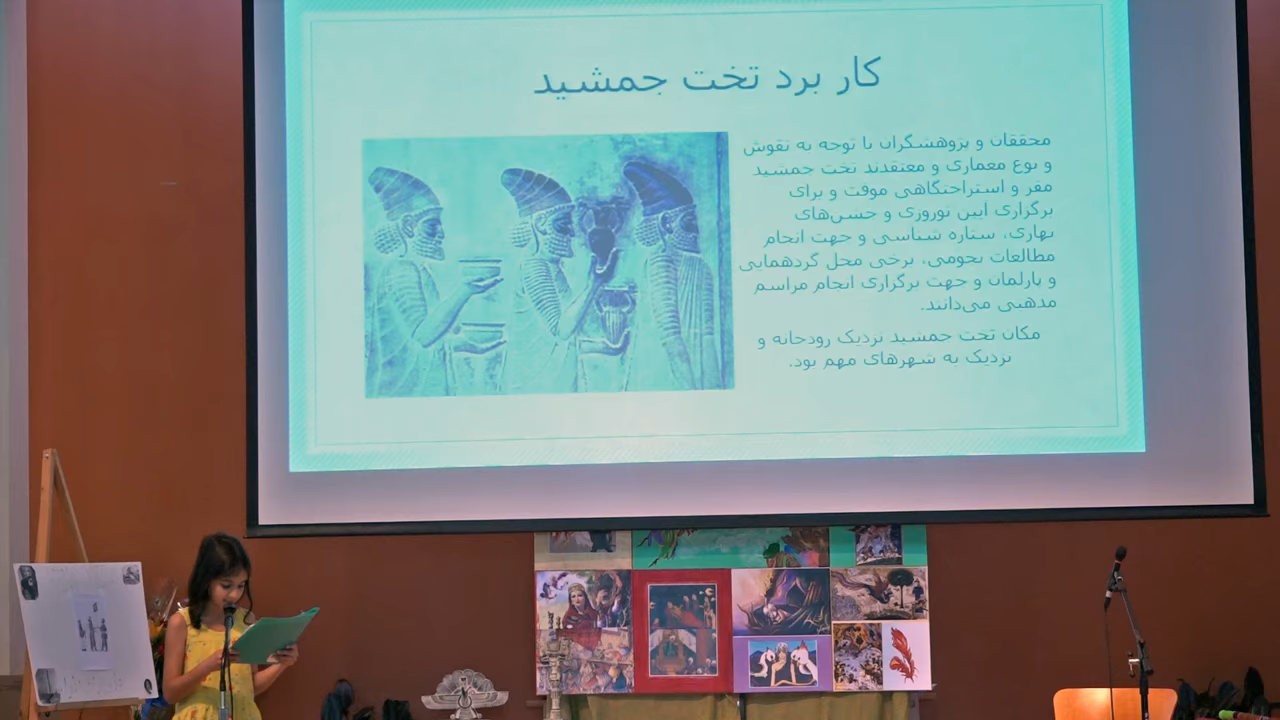 کار برد تخت جمشید
محققان و پژوهشگران با توجه به نقوش
و نوع معماری و معتقدند تخت جمشید
مقر و استراحتگاهی موقت و برای
برگزاری ایین نوروزی و جشن‌های
بهاری، ستاره شناسی و جهت انجام
مطالعات نجومی، برخی محل گردهمایی
و پارلمان و جهت برگزاری انجام مراسم
مذهبی می‌دانند.
مکان تخت جمشید نزدیک رودخانه و
نزدیک به شهرهای مهم بود.